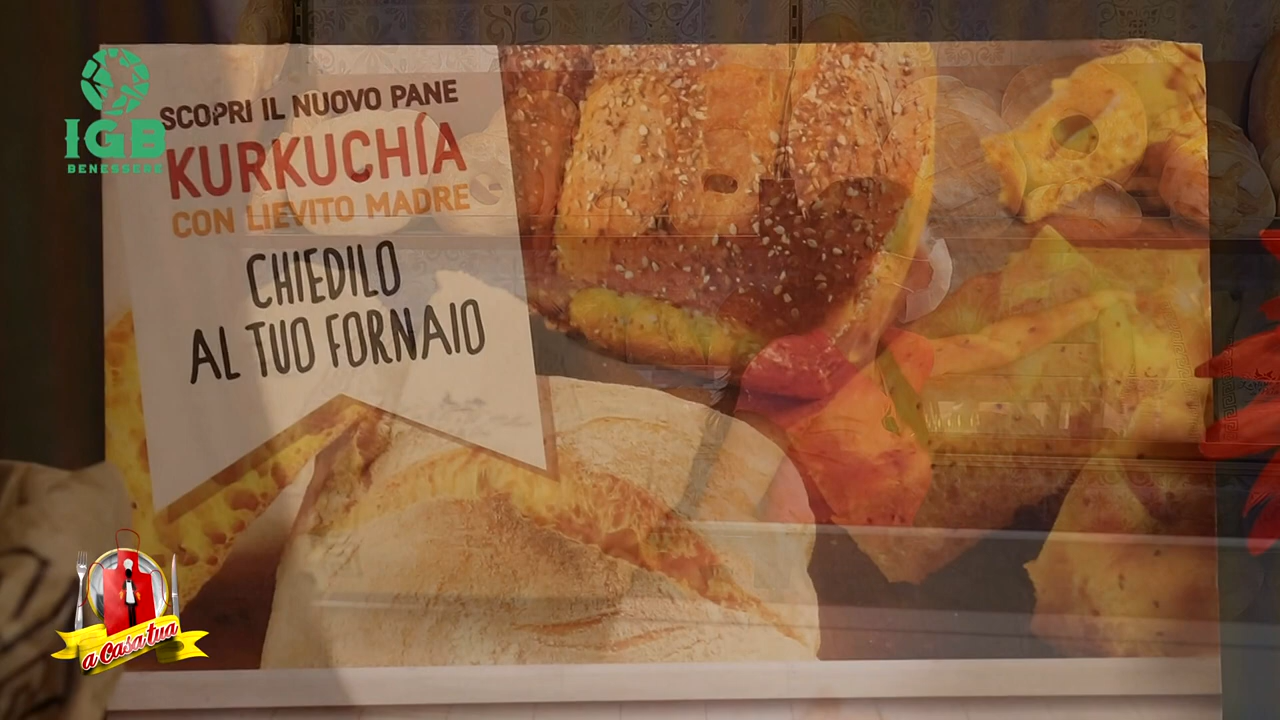 IGB
BENESSERE
SCOPRI IL NUOVO PANE
KURKUCHÍA
CON LIEVITO MADRE
CHIEDILO
AL TUO FORNAIO
a Casa tua